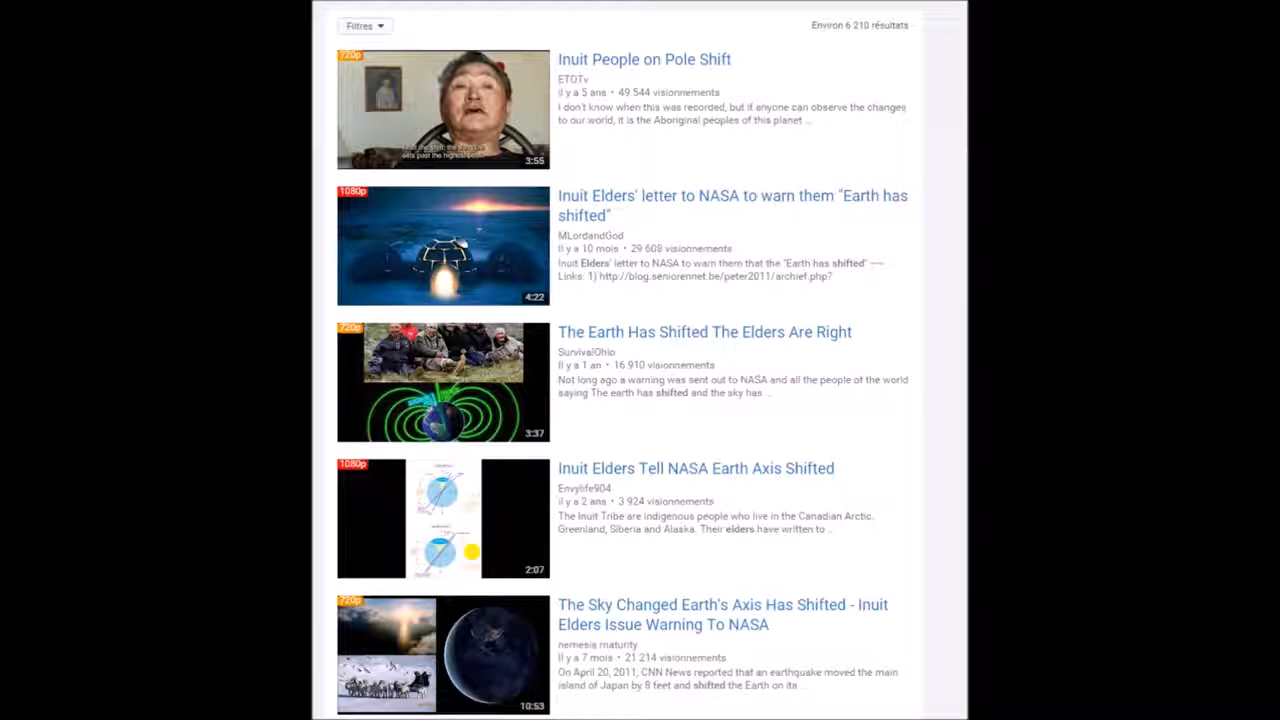 Filtres
Environ 6 210 résultats
720p
3:55
Inuit People on Pole Shift
ETOTv
il y a 5 ans • 49 544 visionnements
I don't know when this was recorded, but if anyone can observe the changes
to our world, it is the Aboriginal peoples of this planet ...
1080p
4:22
Inuit Elders' letter to NASA to warn them "Earth has
shifted"
MLordandGod
Il y a 10 mois • 29 608 visionnements
Inuit Elders' letter to NASA to warn them that the "Earth has shifted" ----
Links: 1) http://blog.seniorennet.be/peter2011/archief.php?
720p
3:37
The Earth Has Shifted The Elders Are Right
SurvivalOhio
Il y a 1 an • 16 910 visionnements
Not long ago a warning was sent out to NASA and all the people of the world
saying The earth has shifted and the sky has ...
1080p
2:07
Inuit Elders Tell NASA Earth Axis Shifted
Envylife904
il y a 2 ans • 3 924 visionnements
The Inuit Tribe are indigenous people who live in the Canadian Arctic.
Greenland, Siberia and Alaska. Their elders have written to ...
720p
10:53
The Sky Changed Earth's Axis Has Shifted - Inuit
Elders Issue Warning To NASA
nemesis maturity
Il y a 7 mois • 21 214 visionnements
On April 20, 2011, CNN News reported that an earthquake moved the main
island of Japan by 8 feet and shifted the Earth on its ...